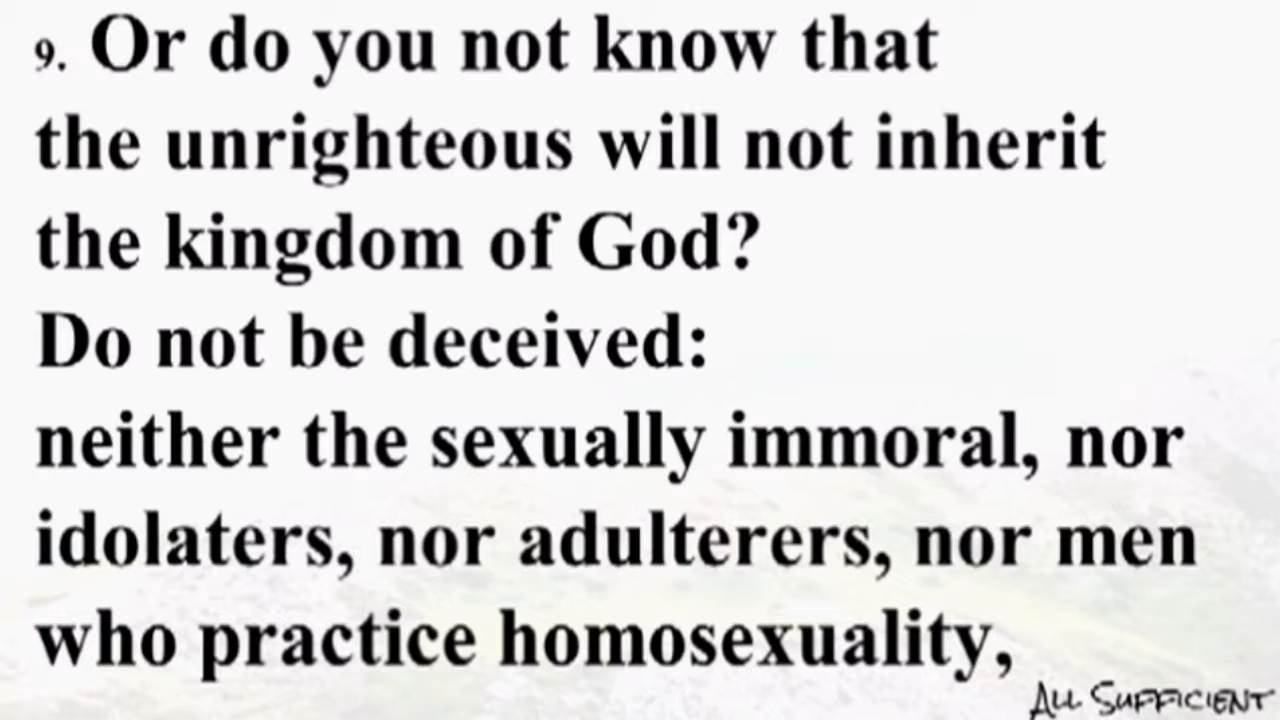 9. Or do you not know that
the unrighteous will not inherit
the kingdom of God?
Do not be deceived:
neither the sexually immoral, nor
idolaters, nor adulterers, nor men
who practice homosexuality,
ALL SUFFICIENT